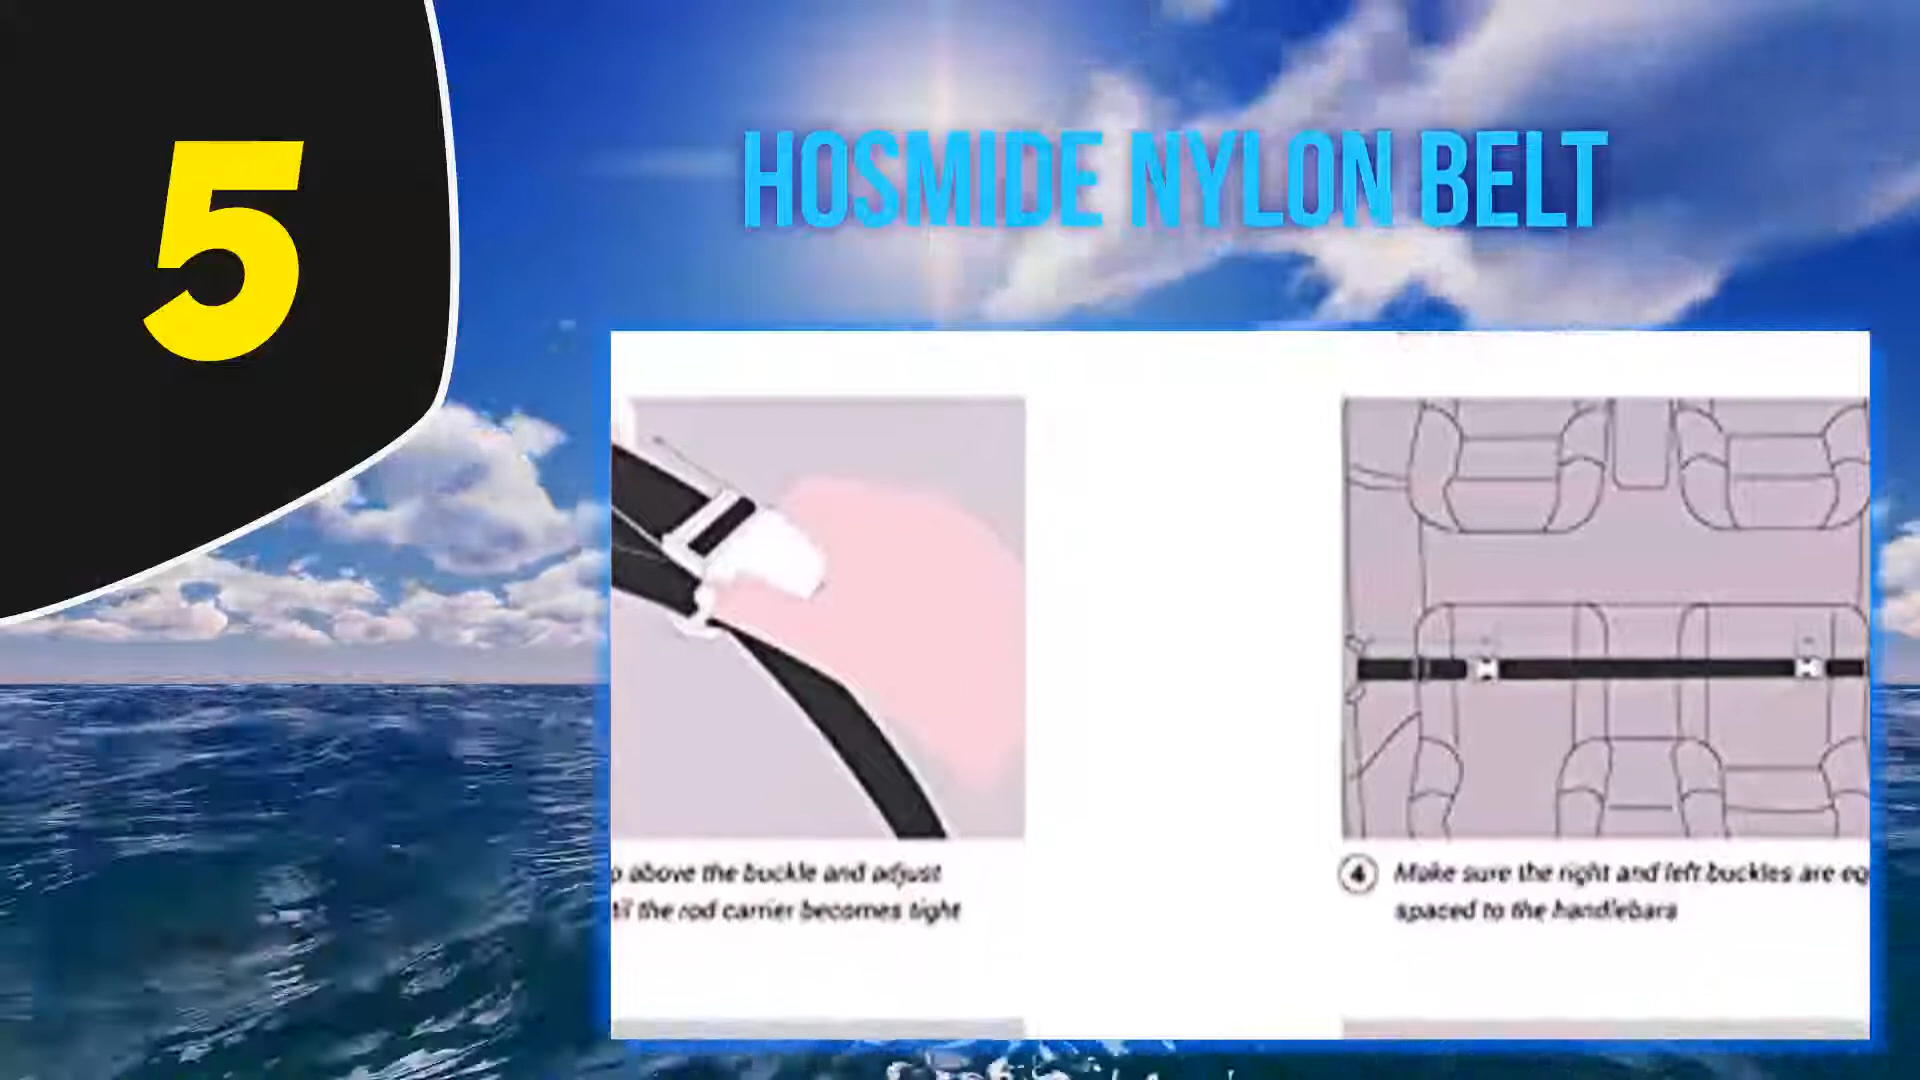 5
HOSMIDE NYLON BELT
above the buckle and adjust
the rod carrier becomes tight
4 Make sure the right and left buckles are
spaced to the handlebars